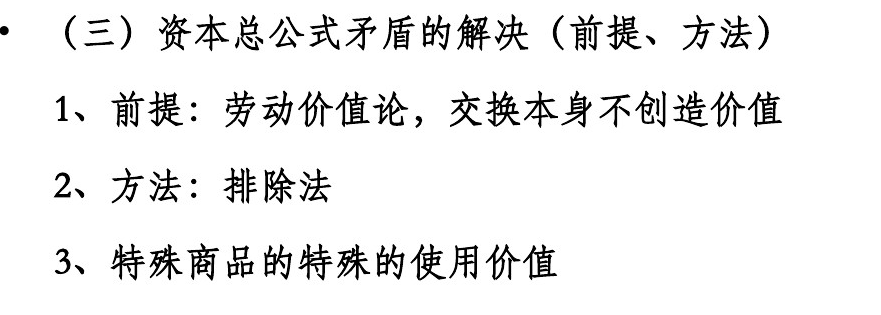 • （三）资本总公式矛盾的解决（前提、方法）
1、前提：劳动价值论，交换本身不创造价值
2、方法：排除法
3、特殊商品的特殊的使用价值